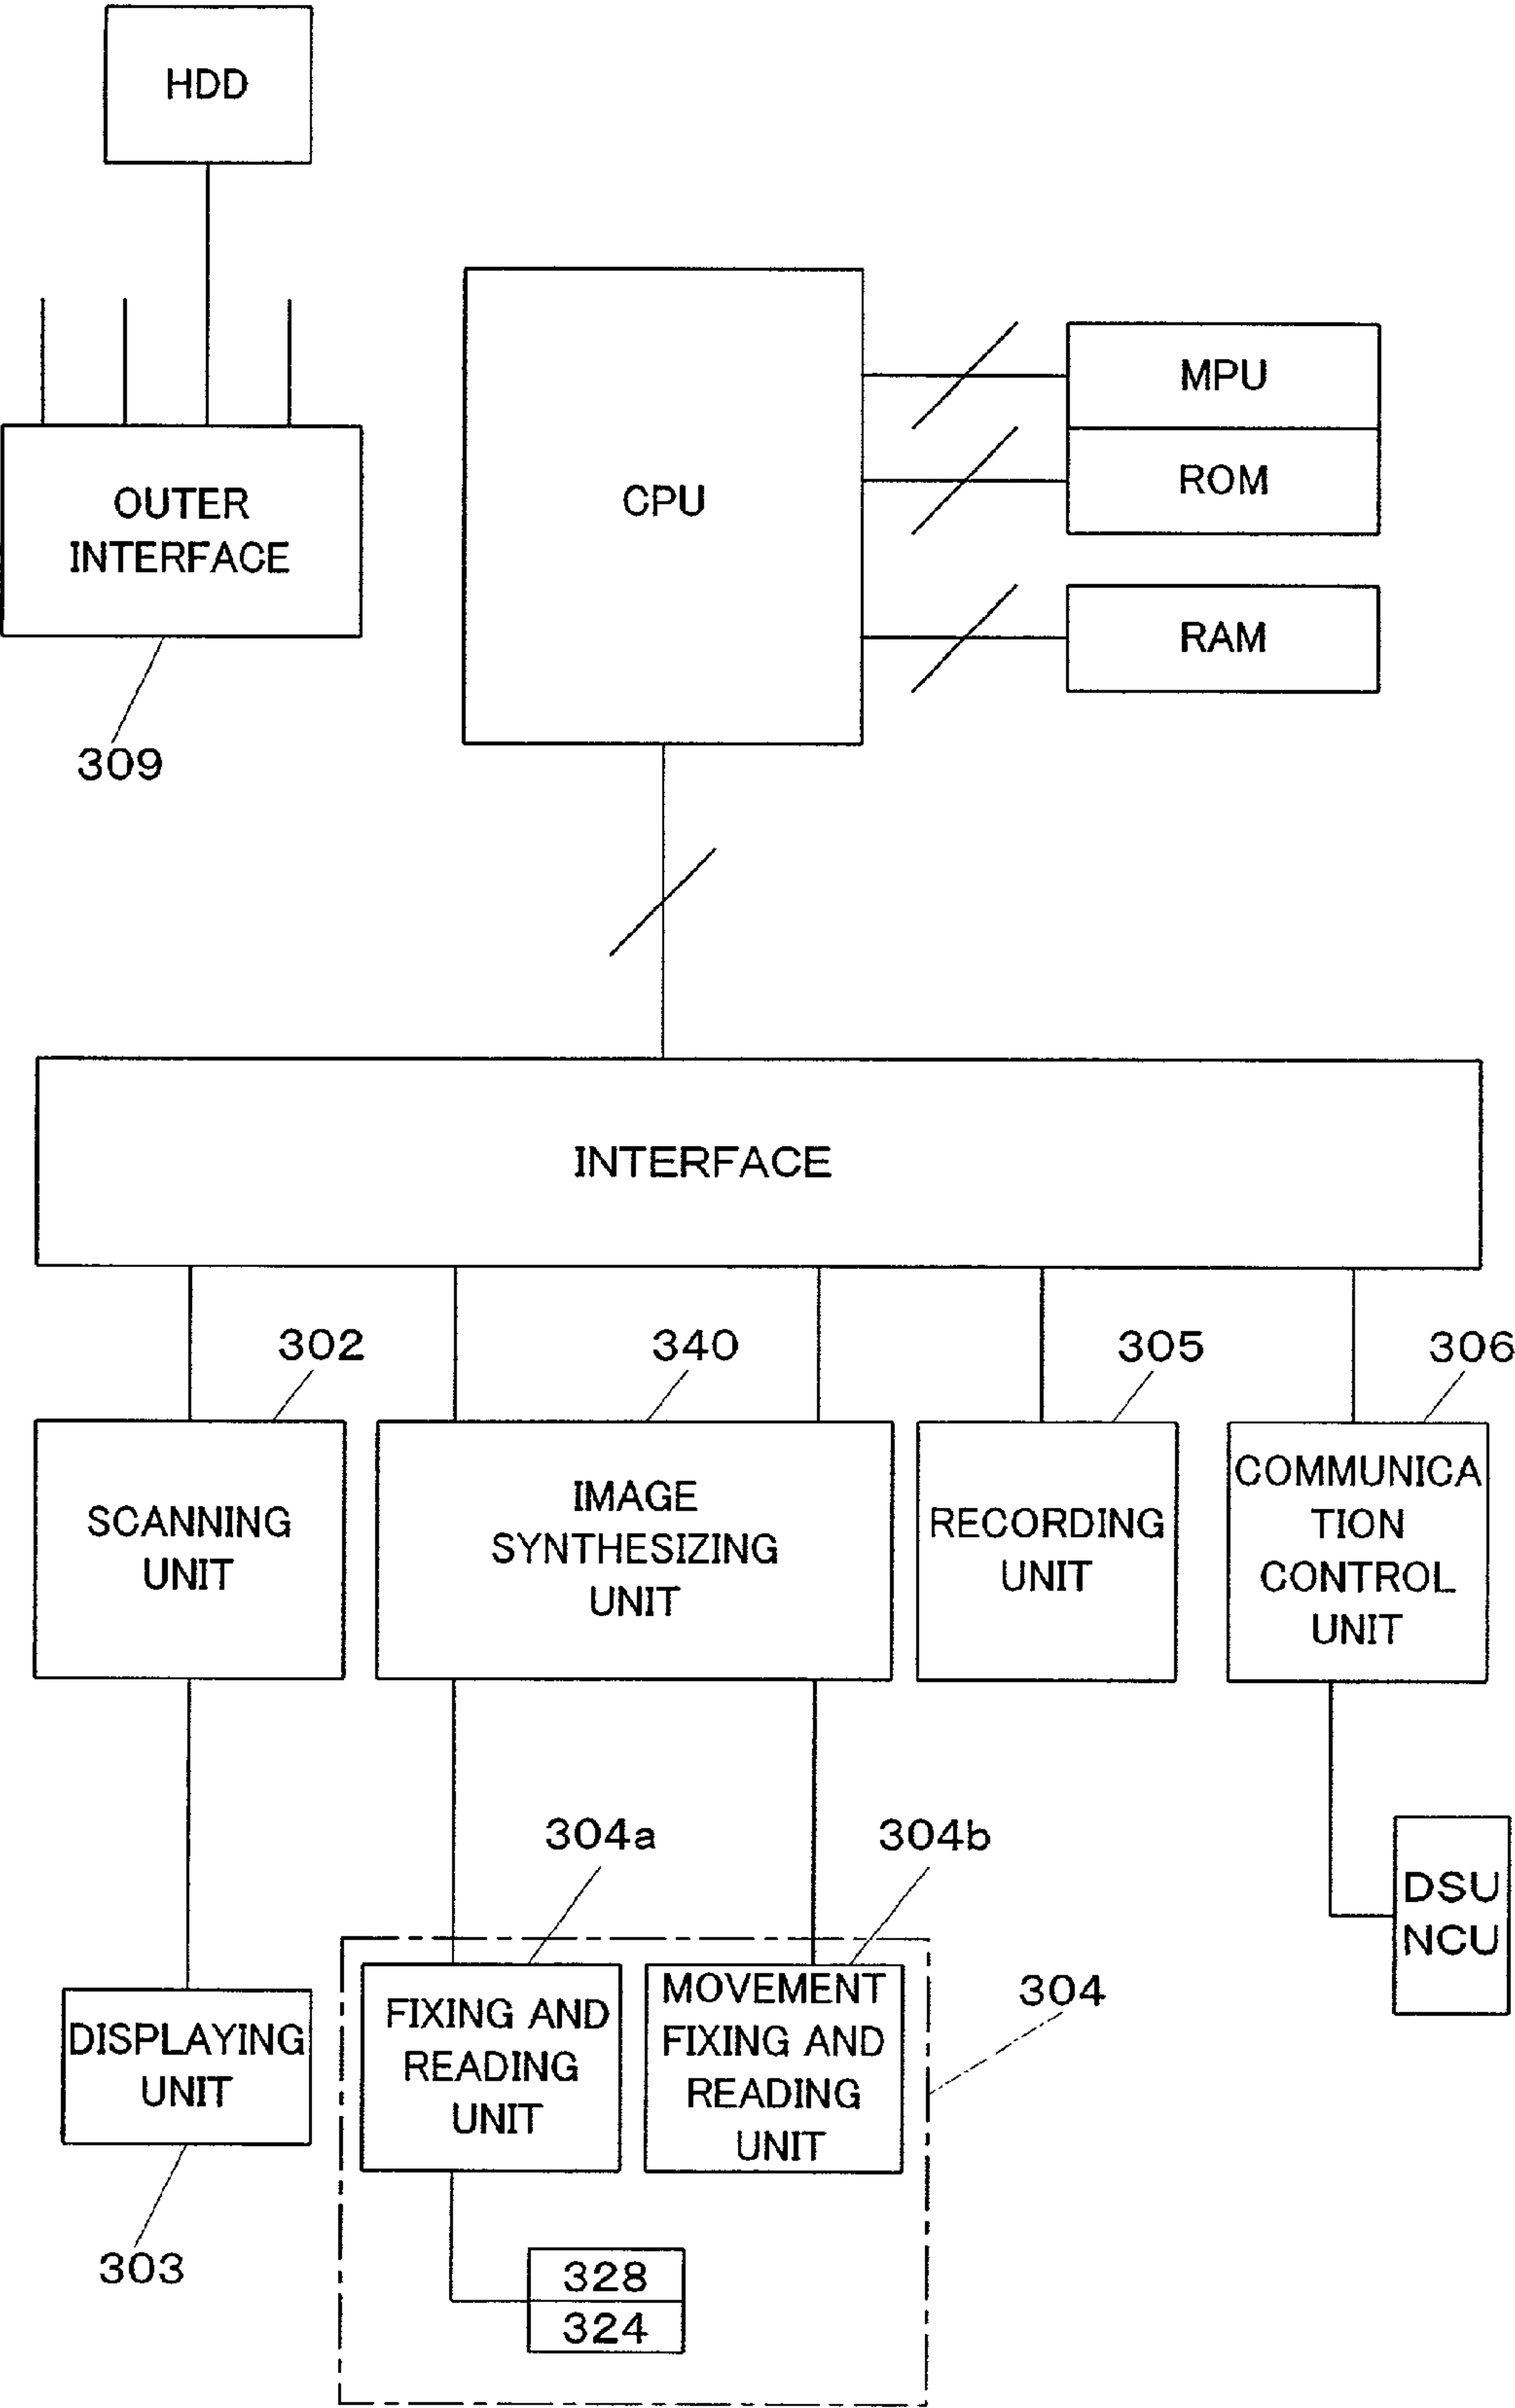 HDD
OUTER
INTERFACE
309
CPU
MPU
ROM
RAM
INTERFACE
302
340
305
306
SCANNING
UNIT
IMAGE
SYNTHESIZING
UNIT
RECORDING
UNIT
COMMUNICA
TION
CONTROL
UNIT
304a
304b
304
DSU
NCU
DISPLAYING
UNIT
303
FIXING AND
READING
UNIT
MOVEMENT
FIXING AND
READING
UNIT
328
324